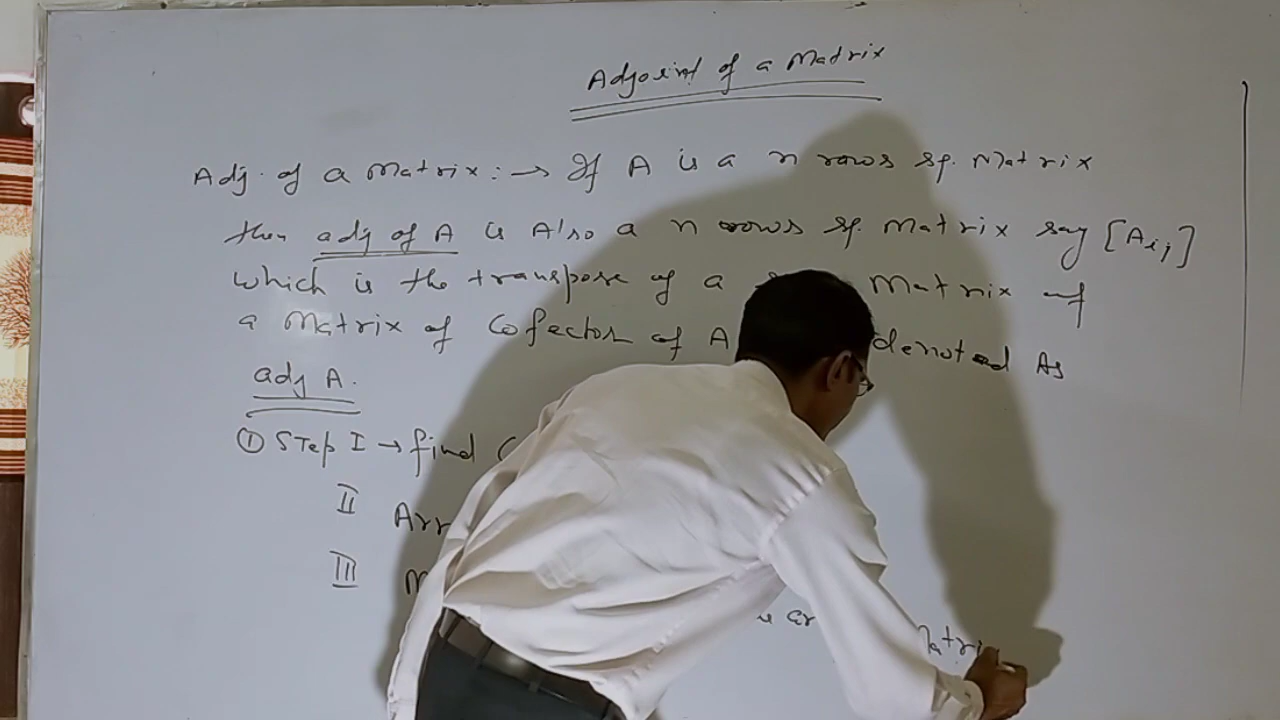 Adjoint of a Matrix
Adj. of a Matrix :→ If A is a n rows sq. Matrix
then adj of A is Also a n rows sq. Matrix say [Aij]
which is the transpose of a Matrix of
a Matrix of Cofactor of A denoted As
adj A.
① STep I → find
II Arr
III
Matri